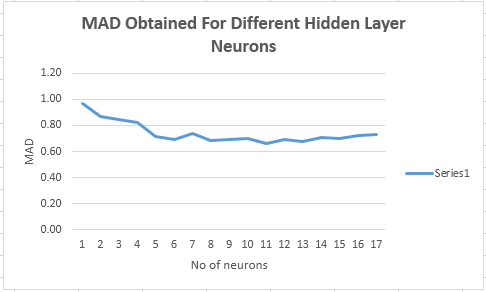 MAD Obtained For Different Hidden Layer
Neurons
1.20
1.00
0.80
0.60
0.40
0.20
0.00
MAD
1 2 3 4 5 6 7 8 9 10 11 12 13 14 15 16 17
No of neurons
Series1